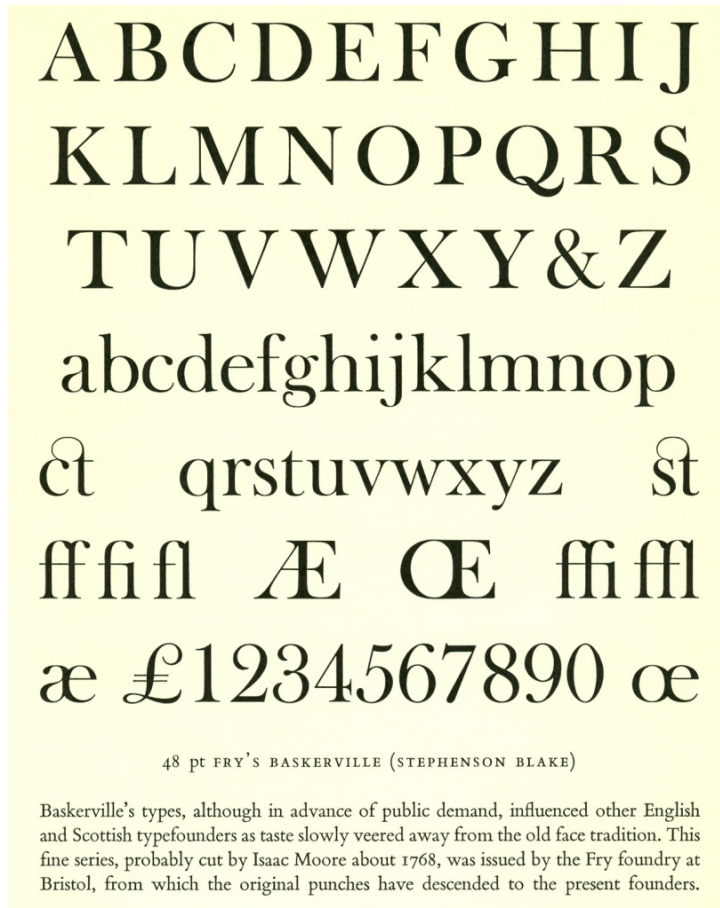 ABCDEFGHIJ
KLMNOPQRS
TUVWXY&Z
abcdefghijklmnop
ct qrstuvwxyz st
ff fi fl Æ Œ ffi ffl
æ £1234567890 œ
48 pt FRY'S BASKERVILLE (STEPHENSON BLAKE)
Baskerville's types, although in advance of public demand, influenced other English
and Scottish typefounders as taste slowly veered away from the old face tradition. This
fine series, probably cut by Isaac Moore about 1768, was issued by the Fry foundry at
Bristol, from which the original punches have descended to the present founders.